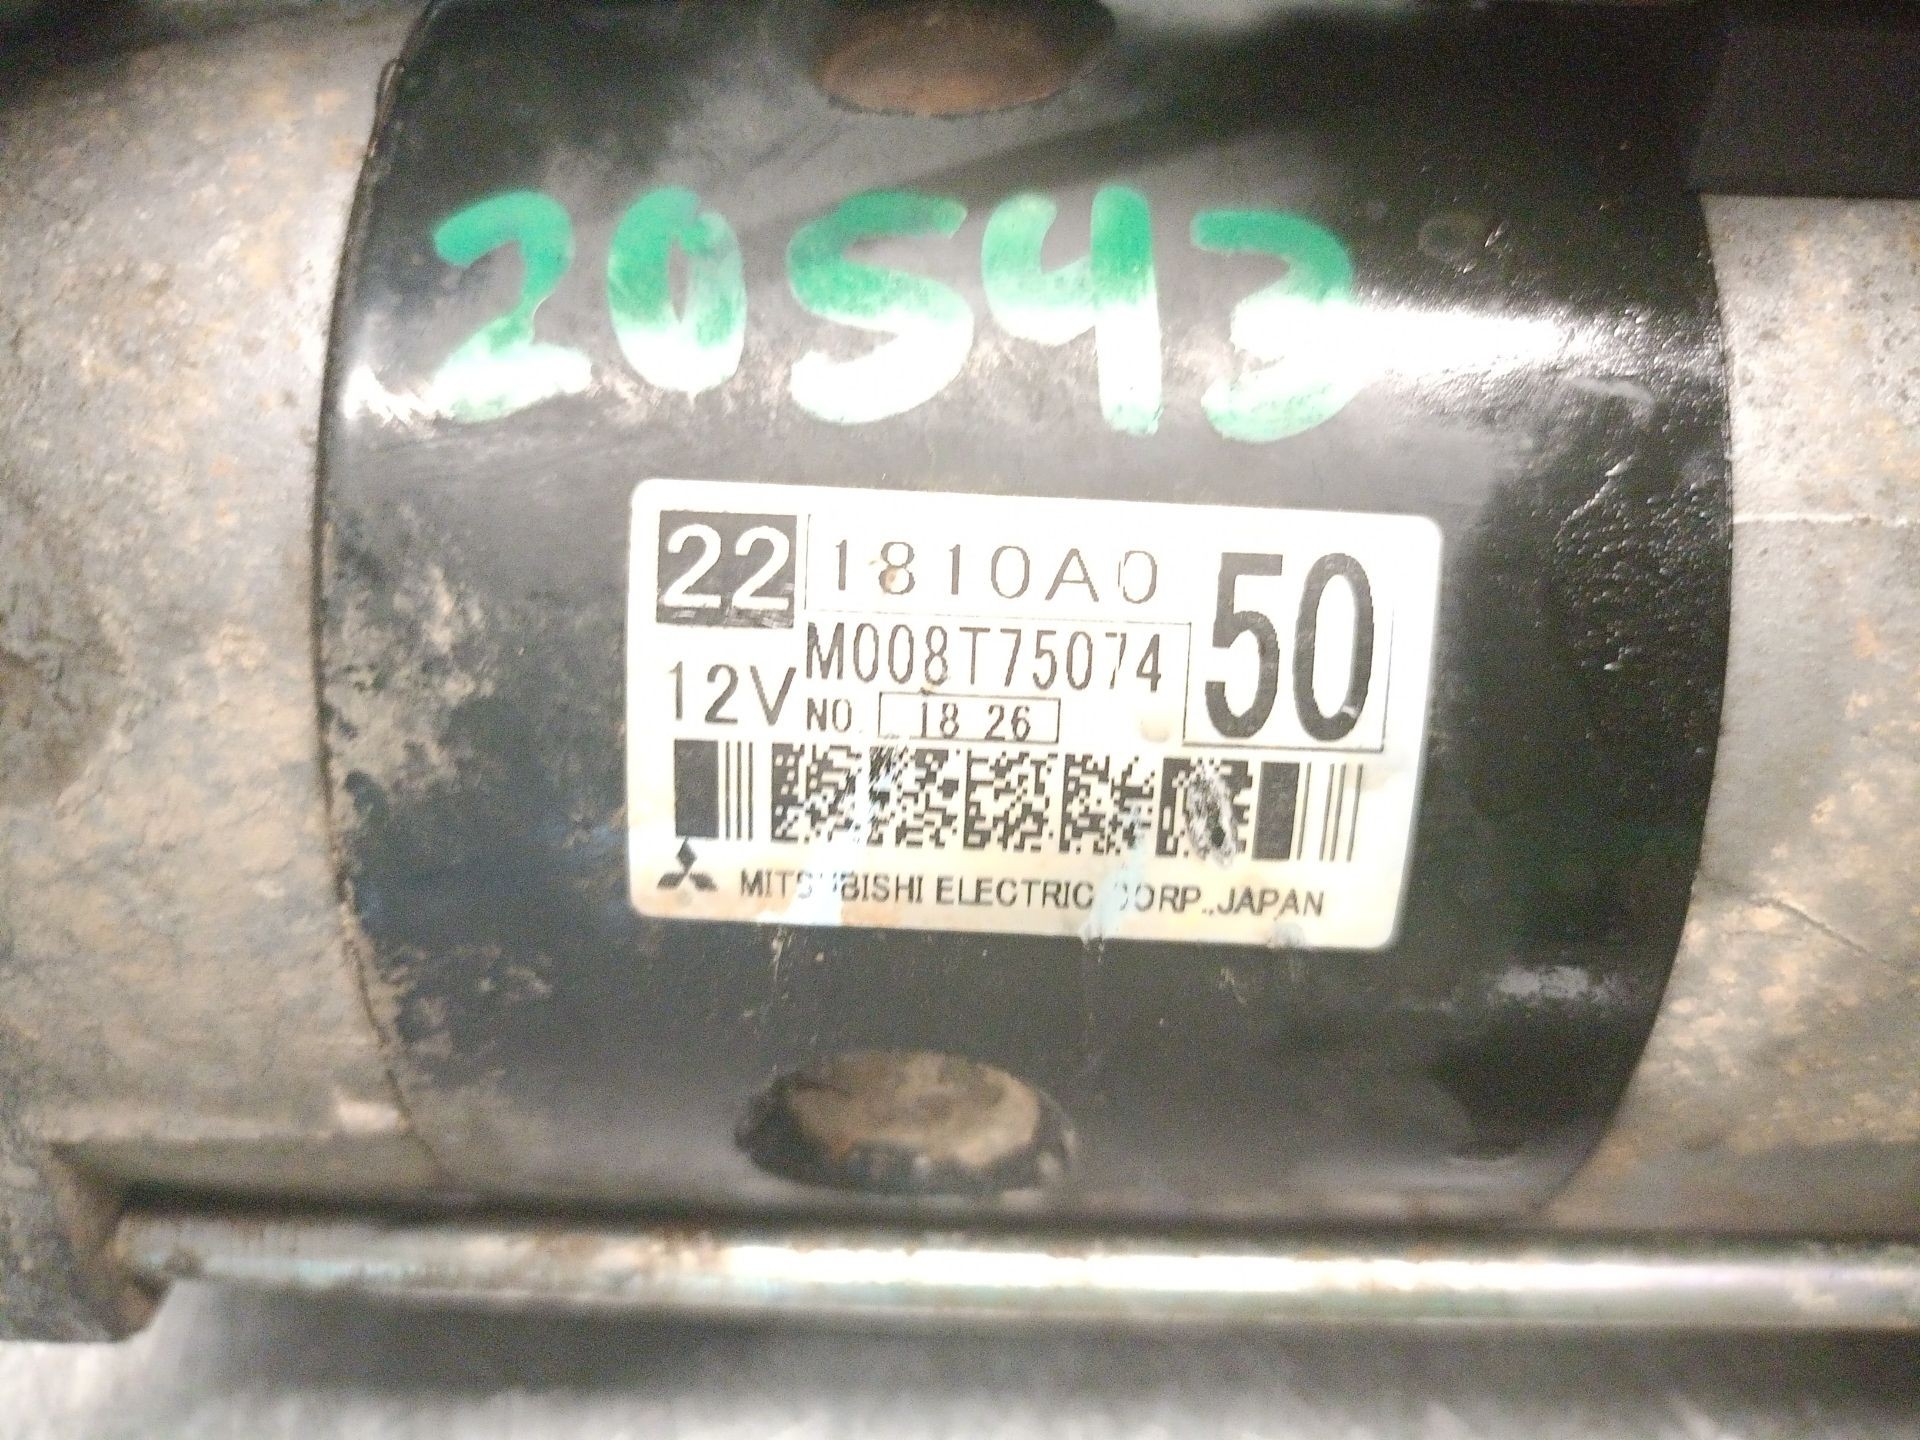 20543
22 1810A0 50
12V M008T75074
NO. 18 26
MITSUBISHI ELECTRIC CORP., JAPAN